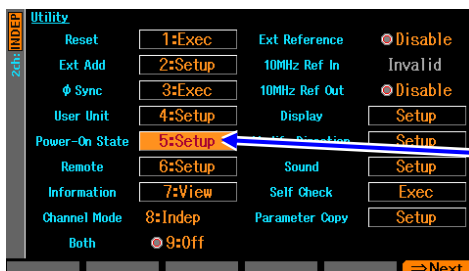 INDEP
2ch:
Utility
Reset 1:Exec Ext Reference Disable
Ext Add 2:Setup 10MHz Ref In Invalid
ϕ Sync 3:Exec 10MHz Ref Out Disable
User Unit 4:Setup Display Setup
Power-On State 5:Setup Direction Setup
Remote 6:Setup Sound Setup
Information 7:View Self Check Exec
Channel Mode 8:Indep Parameter Copy Setup
Both 9:Off
⇒Next